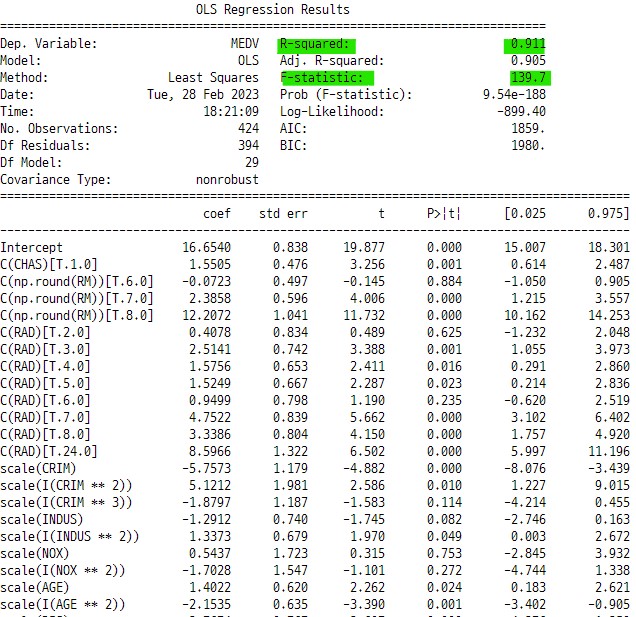 OLS Regression Results
==============================================================================
Dep. Variable: MEDV R-squared: 0.911
Model: OLS Adj. R-squared: 0.905
Method: Least Squares F-statistic: 139.7
Date: Tue, 28 Feb 2023 Prob (F-statistic): 9.54e-188
Time: 18:21:09 Log-Likelihood: -899.40
No. Observations: 424 AIC: 1859.
Df Residuals: 394 BIC: 1980.
Df Model: 29
Covariance Type: nonrobust
==============================================================================
coef std err t P>|t| [0.025 0.975]
------------------------------------------------------------------------------
Intercept 16.6540 0.838 19.877 0.000 15.007 18.301
C(CHAS)[T.1.0] 1.5505 0.476 3.256 0.001 0.614 2.487
C(np.round(RM))[T.6.0] -0.0723 0.497 -0.145 0.884 -1.050 0.905
C(np.round(RM))[T.7.0] 2.3858 0.596 4.006 0.000 1.215 3.557
C(np.round(RM))[T.8.0] 12.2072 1.041 11.732 0.000 10.162 14.253
C(RAD)[T.2.0] 0.4078 0.834 0.489 0.625 -1.232 2.048
C(RAD)[T.3.0] 2.5141 0.742 3.388 0.001 1.055 3.973
C(RAD)[T.4.0] 1.5756 0.653 2.411 0.016 0.291 2.860
C(RAD)[T.5.0] 1.5249 0.667 2.287 0.023 0.214 2.836
C(RAD)[T.6.0] 0.9499 0.798 1.190 0.235 -0.620 2.519
C(RAD)[T.7.0] 4.7522 0.839 5.662 0.000 3.102 6.402
C(RAD)[T.8.0] 3.3386 0.804 4.150 0.000 1.757 4.920
C(RAD)[T.24.0] 8.5966 1.322 6.502 0.000 5.997 11.196
scale(CRIM) -5.7573 1.179 -4.882 0.000 -8.076 -3.439
scale(I(CRIM ** 2)) 5.1212 1.981 2.586 0.010 1.227 9.015
scale(I(CRIM ** 3)) -1.8797 1.187 -1.583 0.114 -4.214 0.455
scale(INDUS) -1.2912 0.740 -1.745 0.082 -2.746 0.163
scale(I(INDUS ** 2)) 1.3373 0.679 1.970 0.049 0.003 2.672
scale(NOX) 0.5437 1.723 0.315 0.753 -2.845 3.932
scale(I(NOX ** 2)) -1.7028 1.547 -1.101 0.272 -4.744 1.338
scale(AGE) 1.4022 0.620 2.262 0.024 0.183 2.621
scale(I(AGE ** 2)) -2.1535 0.635 -3.390 0.001 -3.402 -0.905